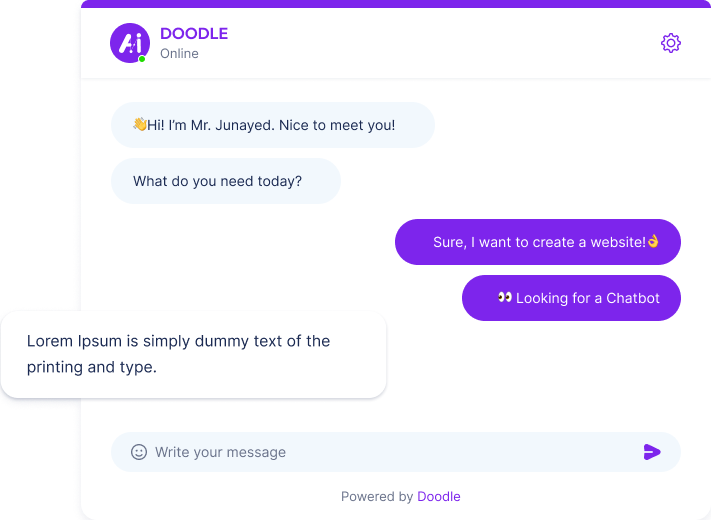 Ai
DOODLE
Online
👋Hi! I'm Mr. Junayed. Nice to meet you!
What do you need today?
Sure, I want to create a website!👌
👀 Looking for a Chatbot
Lorem Ipsum is simply dummy text of the
printing and type.
Write your message
Powered by Doodle